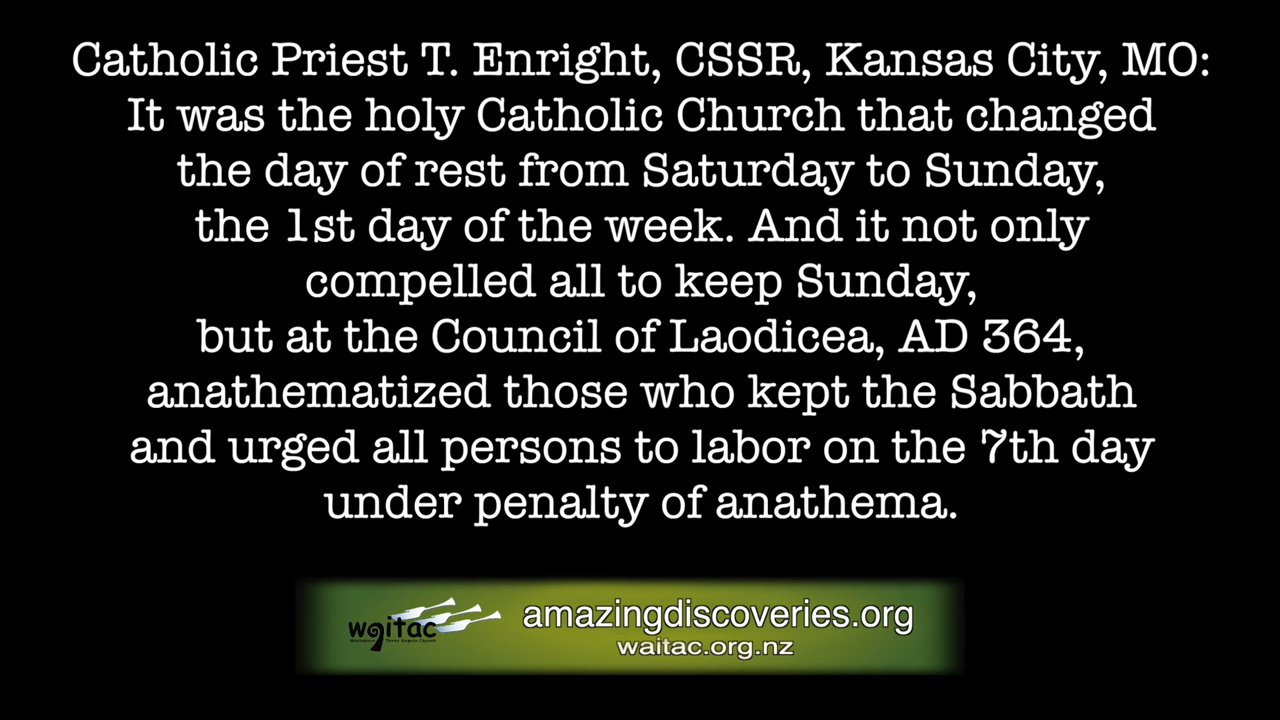 Catholic Priest T. Enright, CSSR, Kansas City, MO:
It was the holy Catholic Church that changed
the day of rest from Saturday to Sunday,
the 1st day of the week. And it not only
compelled all to keep Sunday,
but at the Council of Laodicea, AD 364,
anathematized those who kept the Sabbath
and urged all persons to labor on the 7th day
under penalty of anathema.
waitac
amazingdiscoveries.org
waitac.org.nz